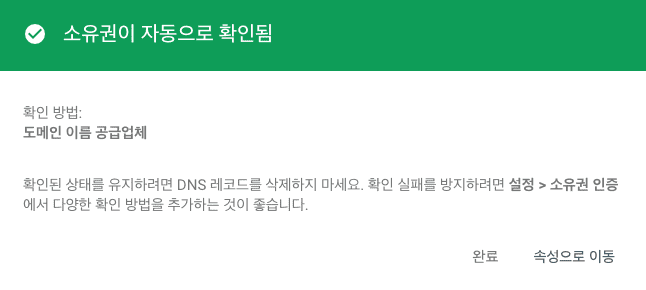 소유권이 자동으로 확인됨
확인 방법:
도메인 이름 공급업체
확인된 상태를 유지하려면 DNS 레코드를 삭제하지 마세요. 확인 실패를 방지하려면 설정 > 소유권 인증
에서 다양한 확인 방법을 추가하는 것이 좋습니다.
완료 속성으로 이동